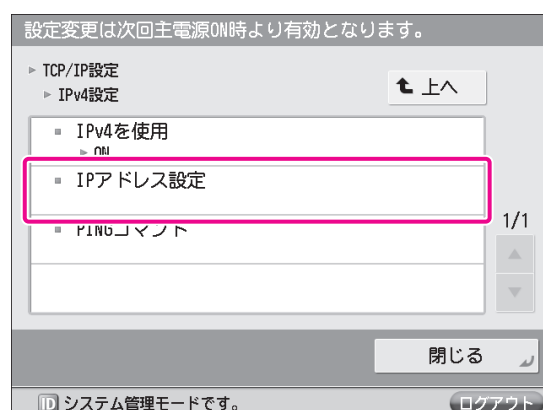 設定変更は次回主電源ON時より有効となります。
▶ TCP/IP設定
▶ IPv4設定
上へ
IPv4を使用
▶ ON
IPアドレス設定
PINGコマンド
1/1
閉じる
ID システム管理モードです。
ログアウト